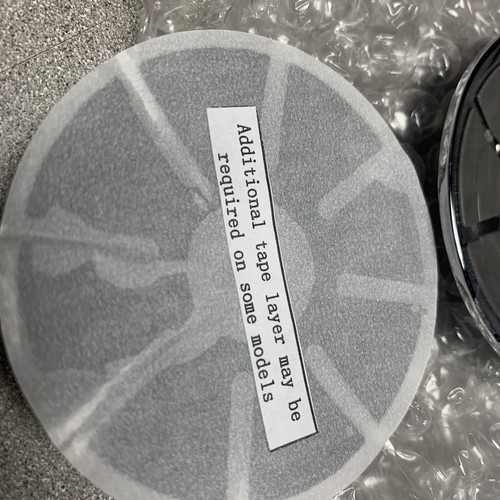 Additional tape layer may be
required on some models